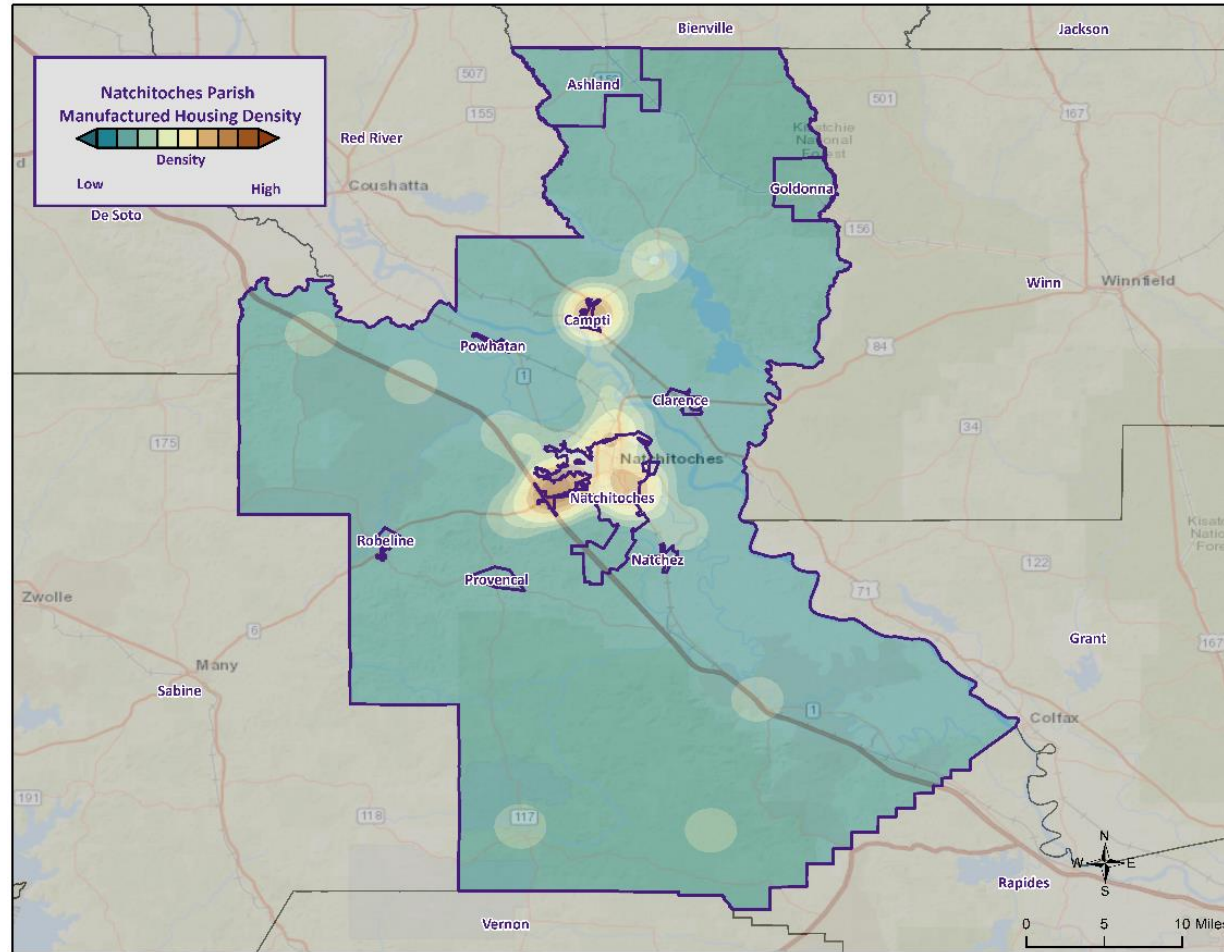 Bienville
Jackson
Natchitoches Parish
Manufactured Housing Density
Density
Low
High
Ashland
507
155
501
167
Red River
Kisatchie
National
Forest
Coushatta
Goldonna
De Soto
156
Winn
Winnfield
Campti
Powhatan
84
1
Clarence
175
34
Natchitoches
Natchitoches
Robeline
Natchez
Provencal
122
71
Zwolle
6
167
Many
Grant
Sabine
1
Colfax
191
118
117
N
W
E
S
Rapides
Vernon
0 5 10 Miles